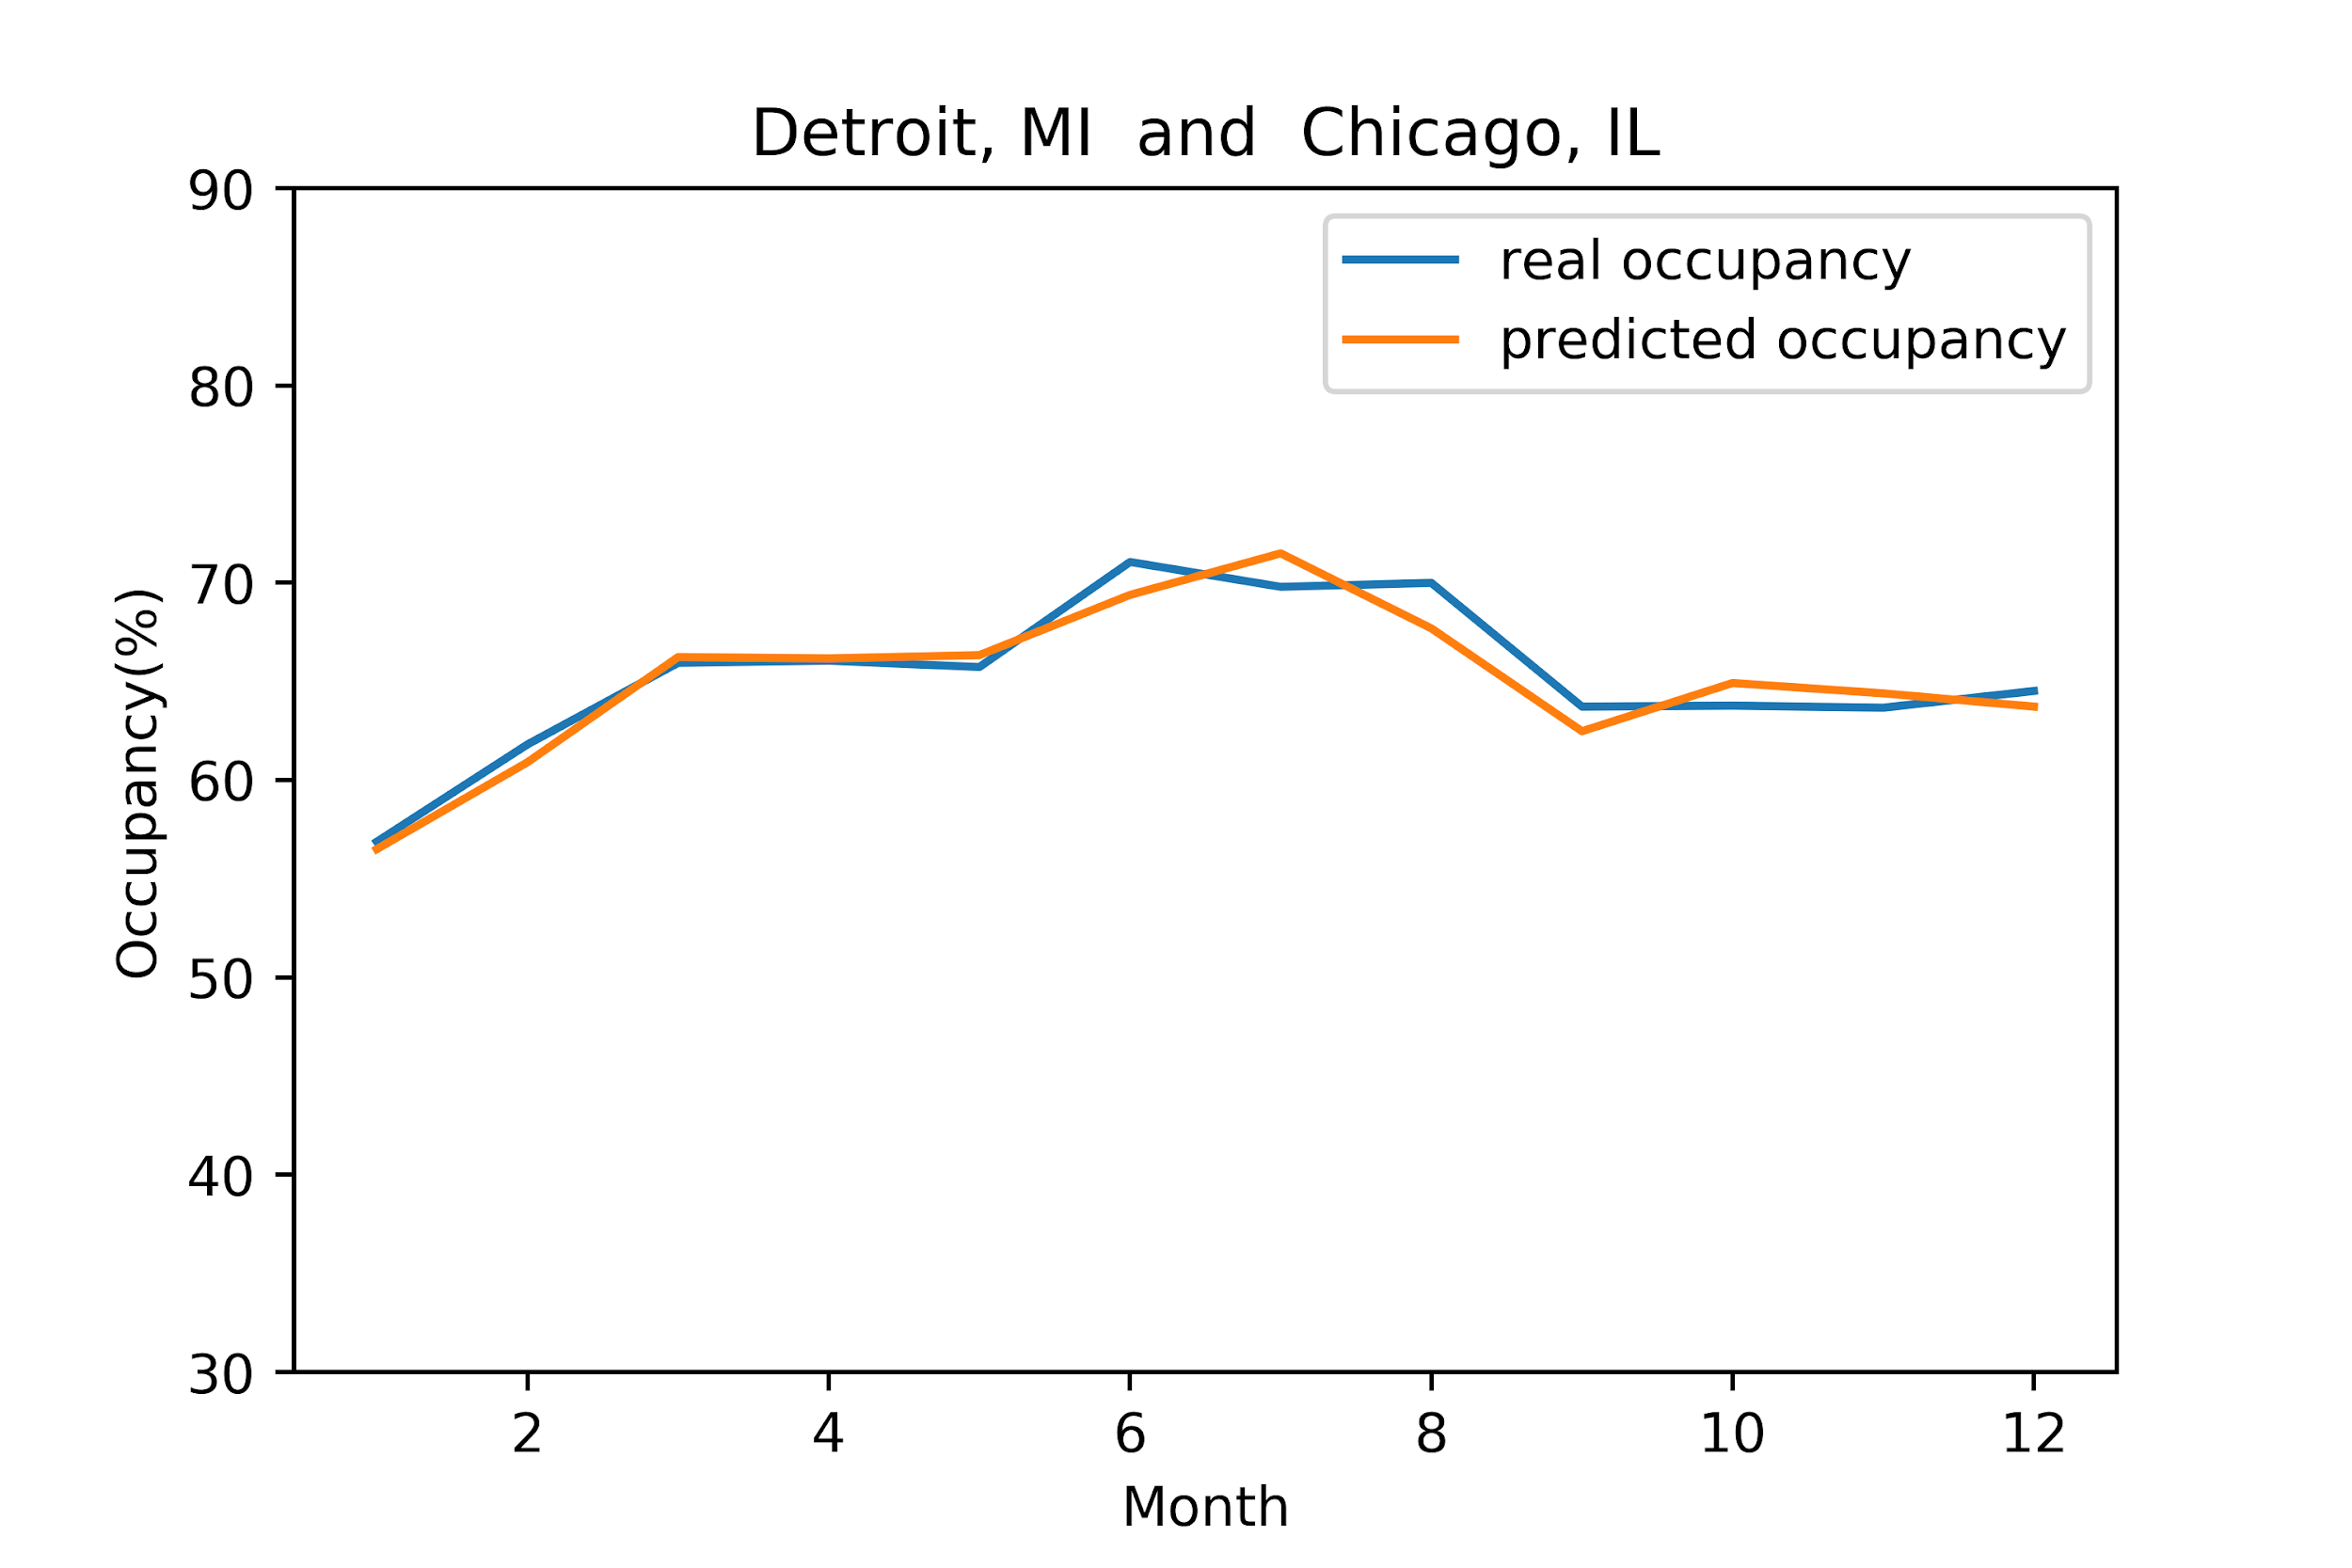 Detroit, MI  and  Chicago, IL
real occupancy
predicted occupancy
Occupancy(%)
90
80
70
60
50
40
30
2 4 6 8 10 12
Month